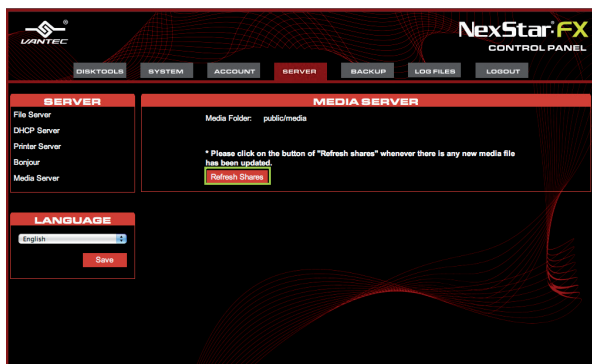 VANTEC®
NexStar® FX
CONTROL PANEL
DISKTOOLS SYSTEM ACCOUNT SERVER BACKUP LOG FILES LOGOUT
SERVER
File Server
DHCP Server
Printer Server
Bonjour
Media Server
LANGUAGE
English
Save
MEDIA SERVER
Media Folder: public/media
* Please click on the button of "Refresh shares" whenever there is any new media file
has been updated.
Refresh Shares